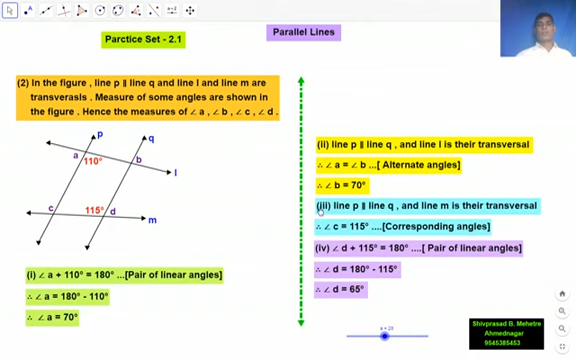 Parctice Set - 2.1
Parallel Lines
(2) In the figure , line p ∥ line q and line l and line m are
transverasls . Measure of some angles are shown in
the figure . Hence the measures of ∠ a , ∠ b , ∠ c , ∠ d .
p
q
a
110°
b
l
c
115°
d
m
(i) ∠ a + 110° = 180° ...[Pair of linear angles]
∴ ∠ a = 180° - 110°
∴ ∠ a = 70°
(ii) line p ∥ line q , and line l is their transversal
∴ ∠ a = ∠ b ...[ Alternate angles]
∴ ∠ b = 70°
(iii) line p ∥ line q, and line m is their transversal
∴ ∠ c = 115° ....[Corresponding angles]
(iv) ∠ d + 115° = 180° ....[ Pair of linear angles]
∴ ∠ d = 180° - 115°
∴ ∠ d = 65°
Shivprasad B. Mehetre
Ahmednagar
9545385453